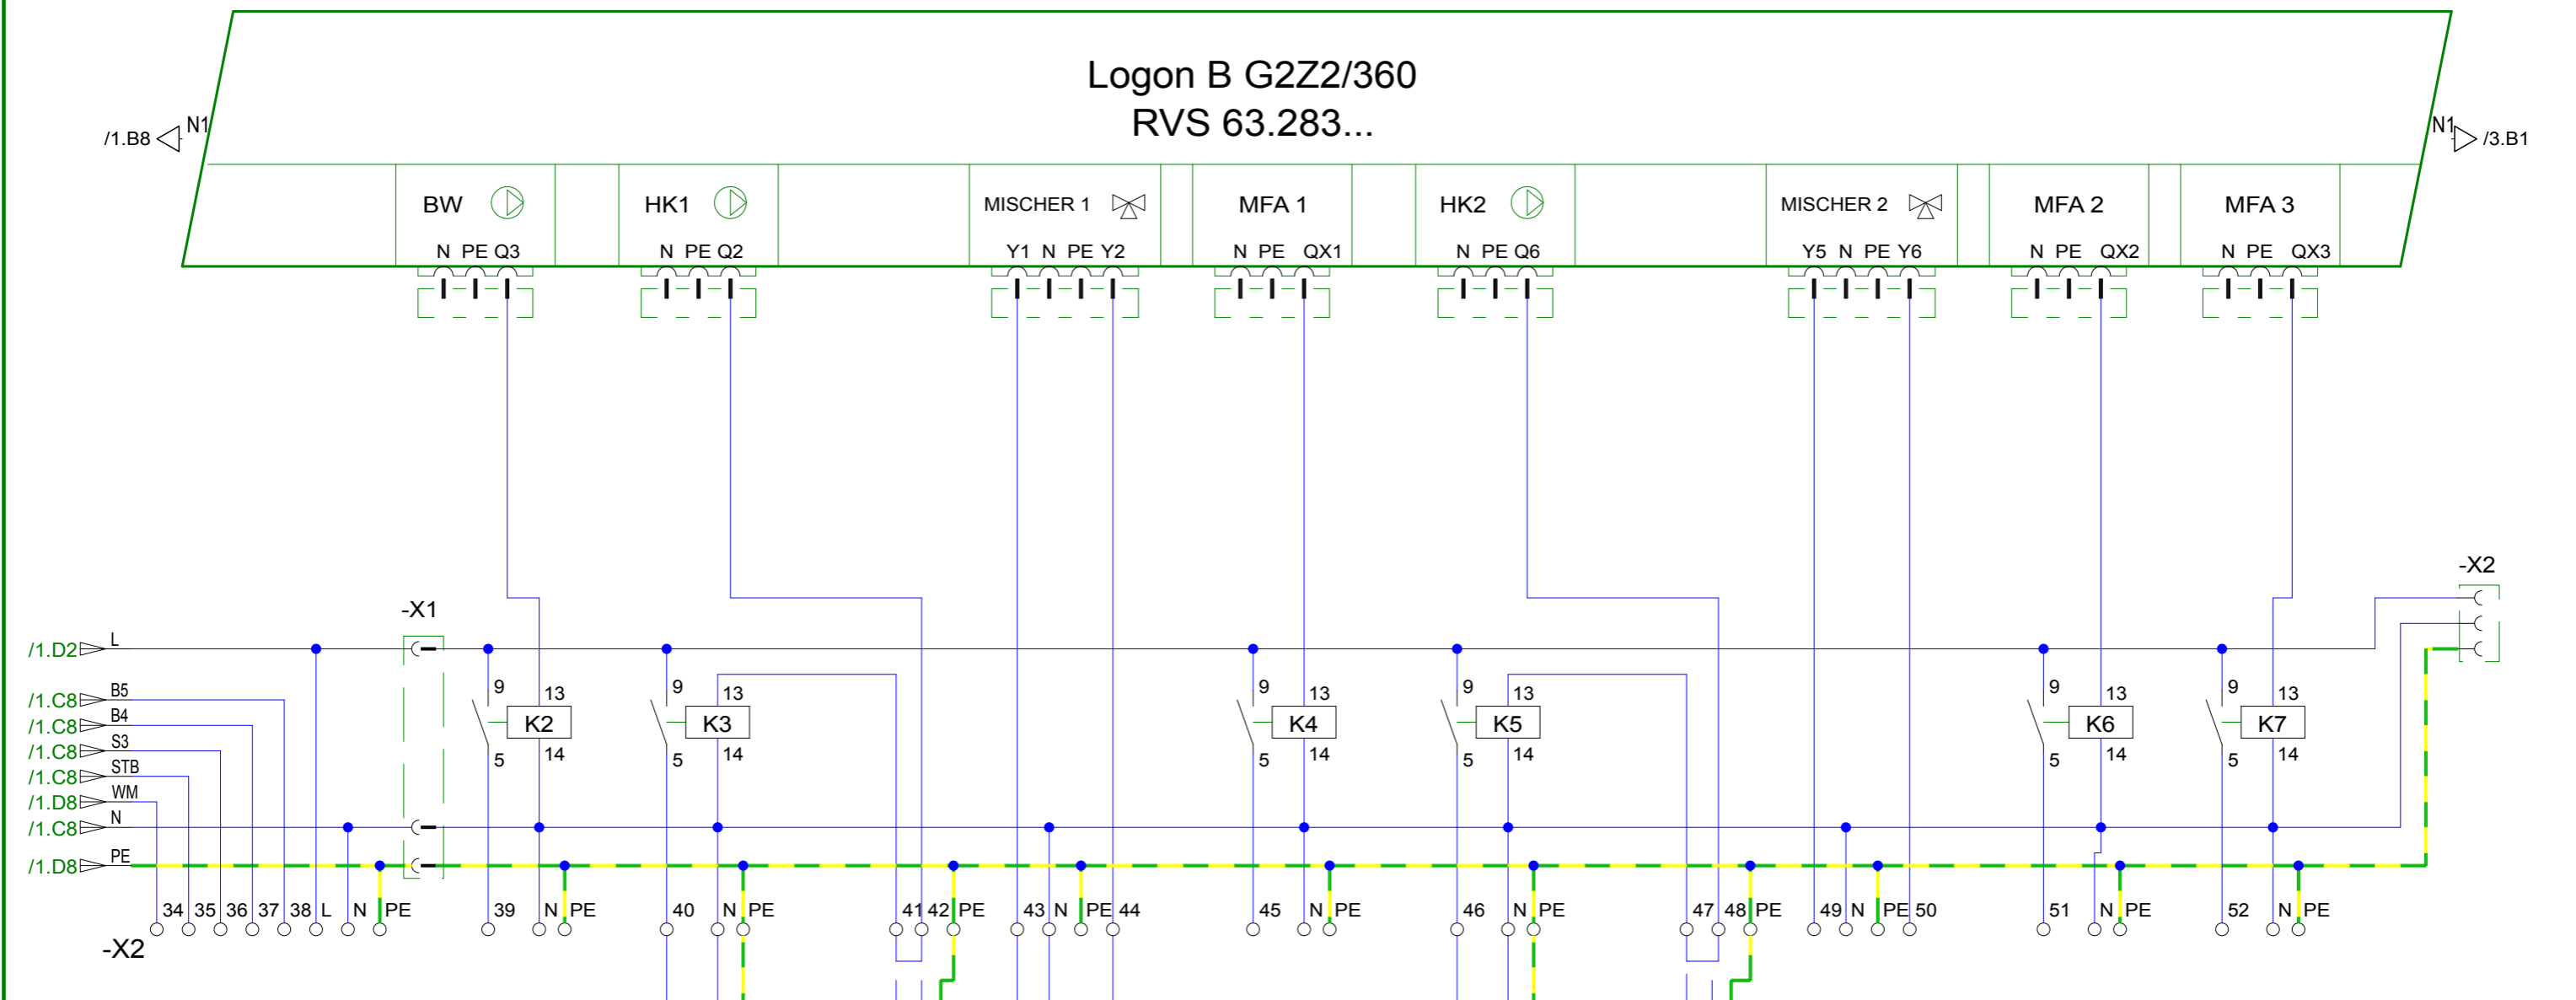 Logon B G2Z2/360
RVS 63.283...
/1.B8 N1
N1 /3.B1
BW HK1 MISCHER 1 MFA 1 HK2 MISCHER 2 MFA 2 MFA 3
N PE Q3 N PE Q2 Y1 N PE Y2 N PE QX1 N PE Q6 Y5 N PE Y6 N PE QX2 N PE QX3
-X2
-X1
/1.D2 L
/1.C8 B5
/1.C8 B4
/1.C8 S3
/1.C8 STB
/1.D8 WM
/1.C8 N
/1.D8 PE
9 13 9 13 9 13 9 13 9 13 9 13
K2 K3 K4 K5 K6 K7
5 14 5 14 5 14 5 14 5 14 5 14
34 35 36 37 38 L N PE 39 N PE 40 N PE 41 42 PE 43 N PE 44 45 N PE 46 N PE 47 48 PE 49 N PE 50 51 N PE 52 N PE
-X2